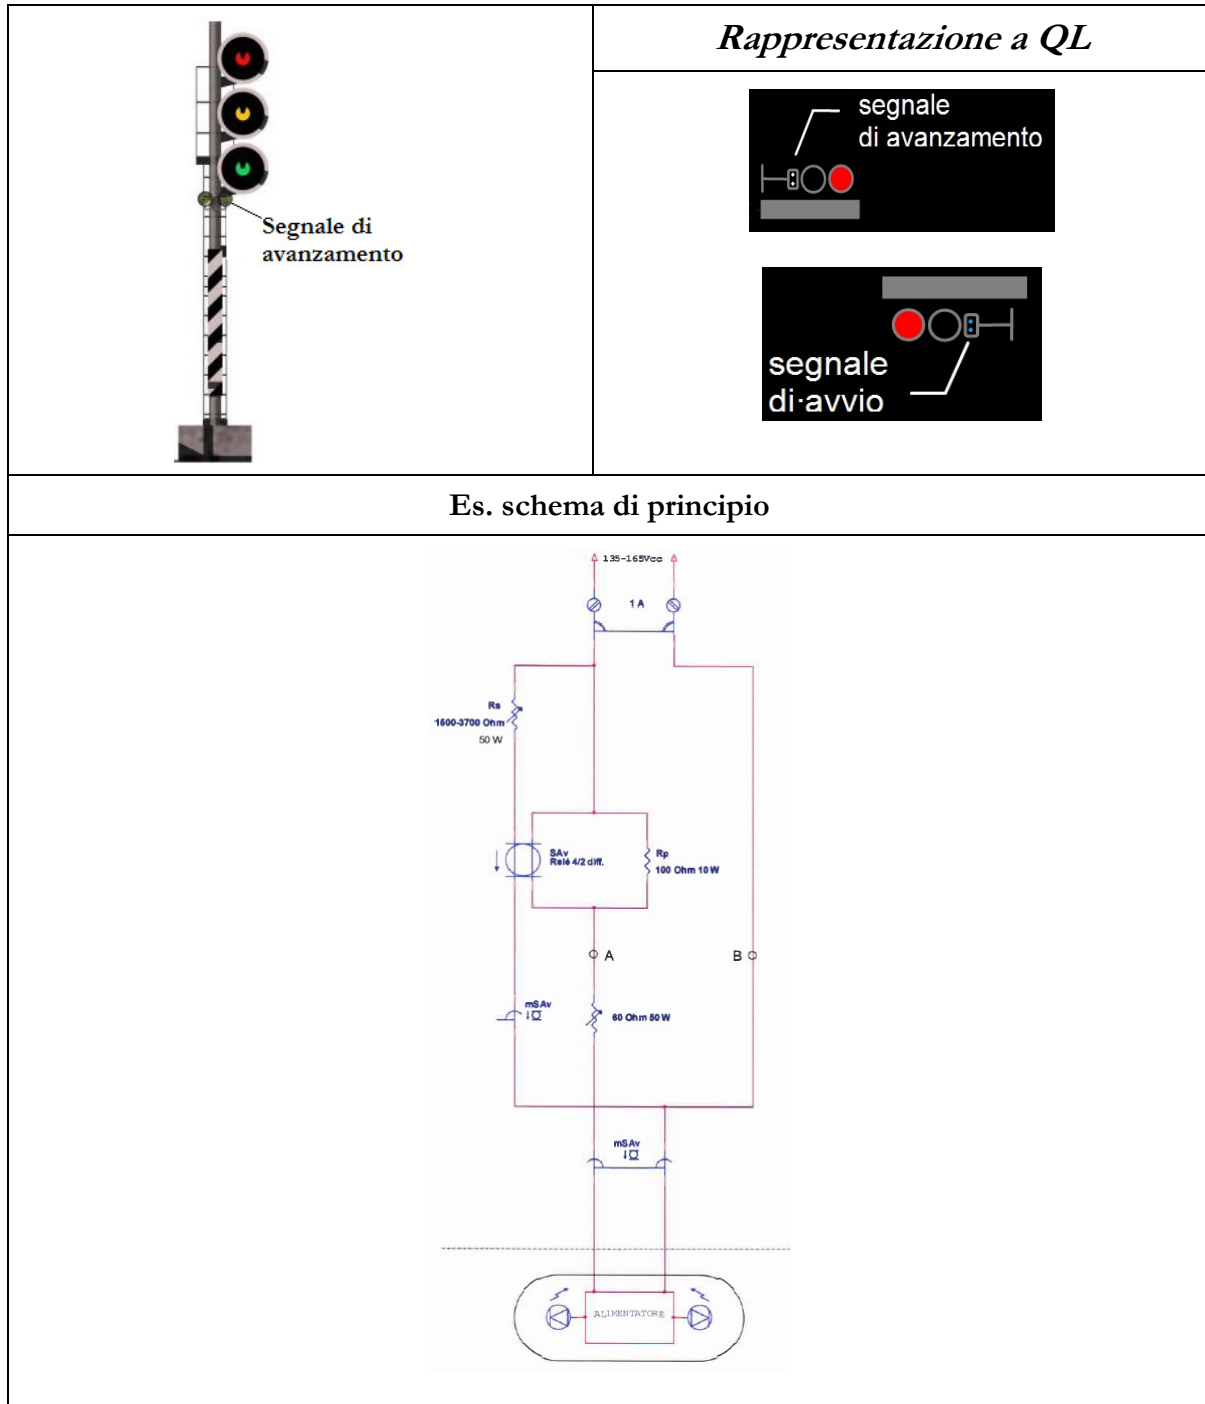 Rappresentazione a QL
Segnale di
avanzamento
segnale
di avanzamento
segnale
di·avvio
Es. schema di principio
135-165Vcc
1 A
Rs
1500-3700 Ohm
50 W
SAv
Relé 4/2 diff.
Rp
100 Ohm 10 W
A
B
mSAv
60 Ohm 50 W
mSAv
ALIMENTATORE